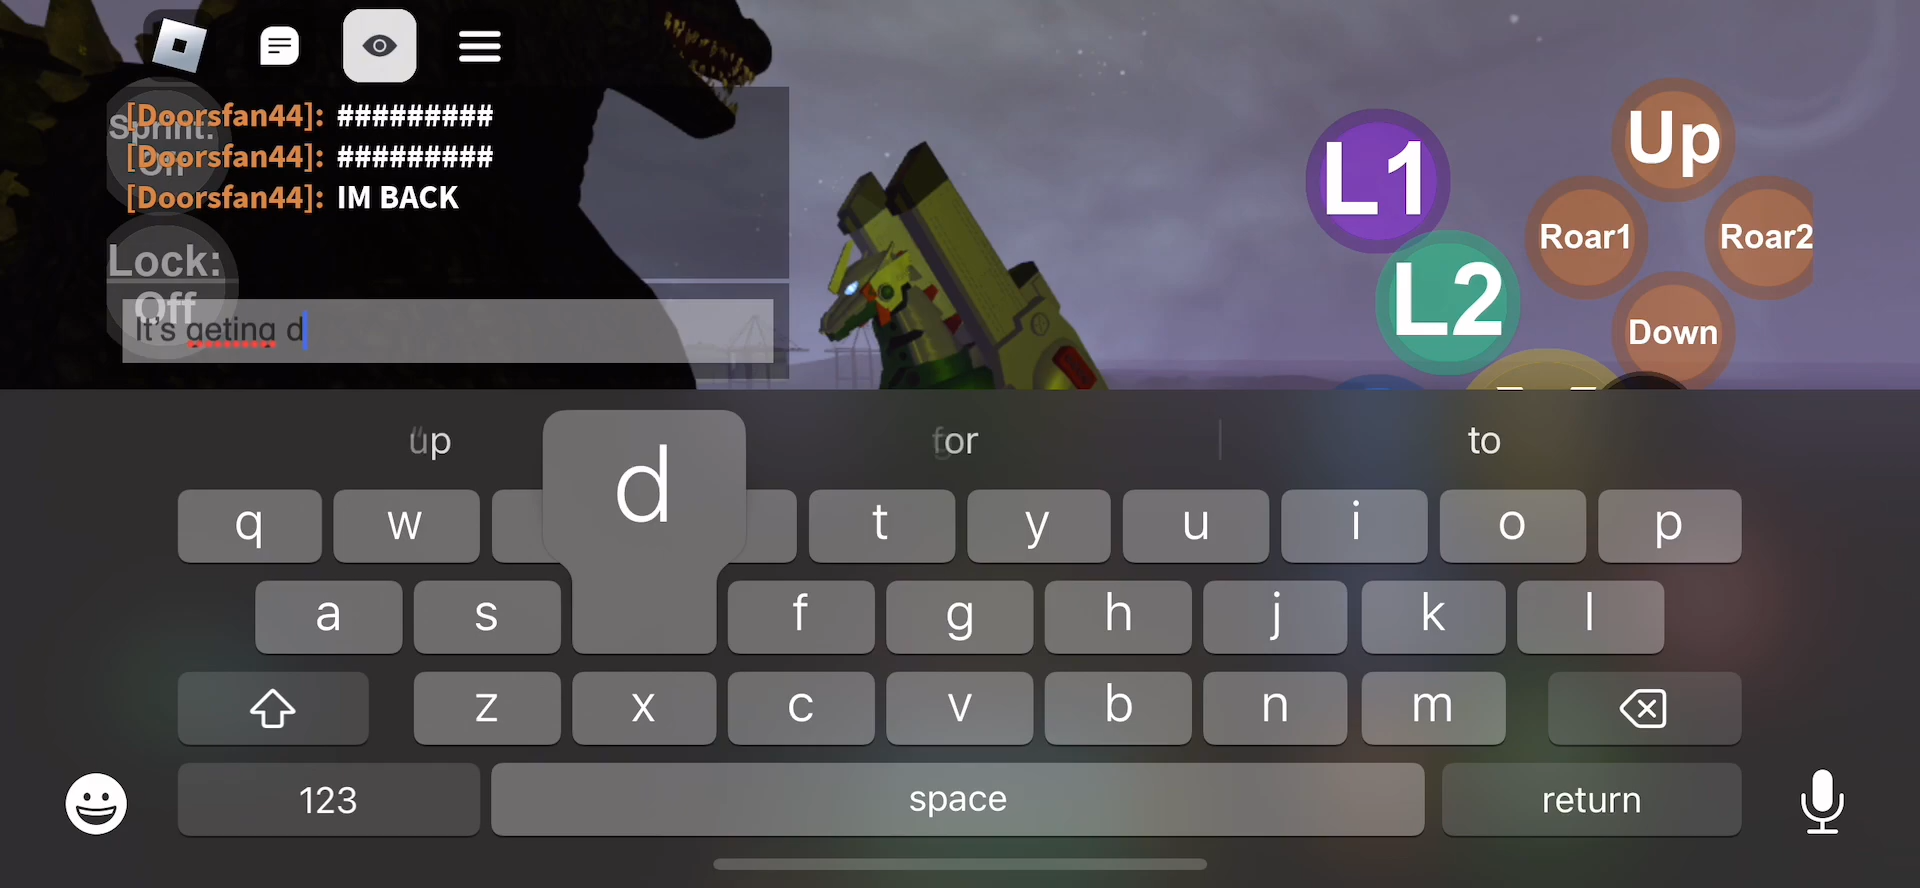 [Doorsfan44]: #########
[Doorsfan44]: #########
[Doorsfan44]: IM BACK
Sprint:
On
Lock:
Off
It's geting d
L1
L2
Up
Roar1
Roar2
Down
up
for
to
d
q w t y u i o p
a s f g h j k l
z x c v b n m
123
space
return